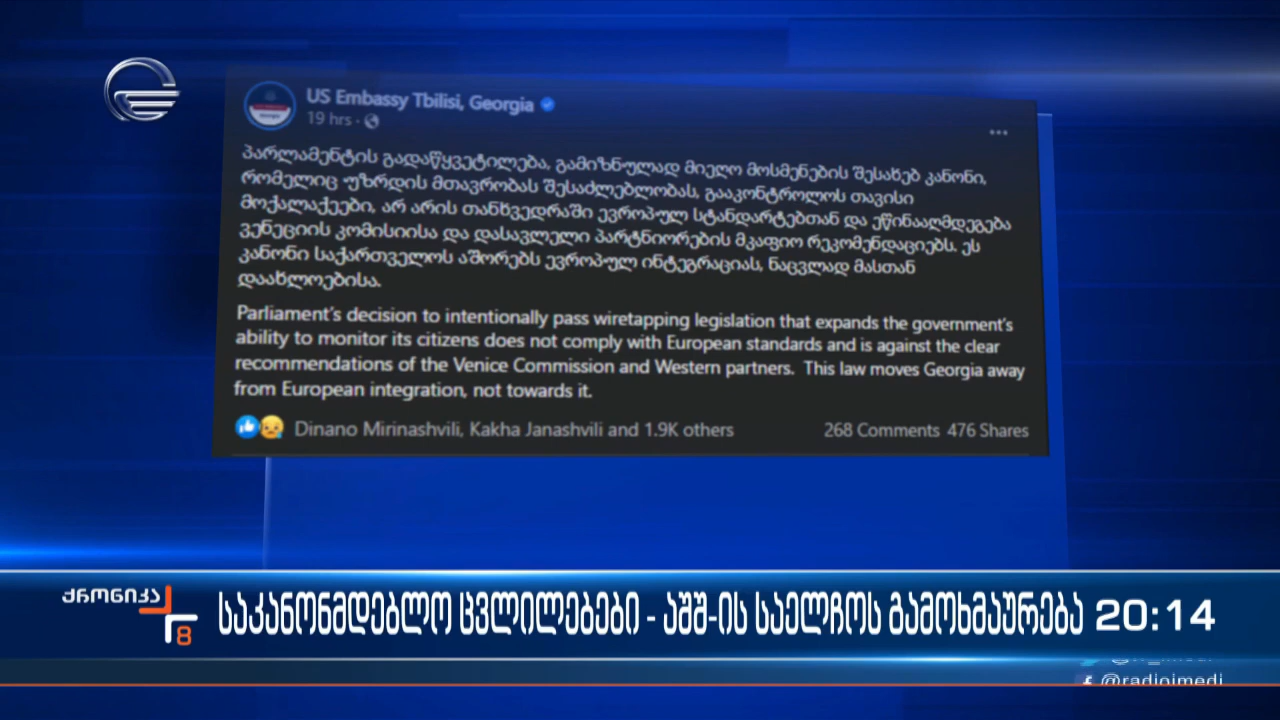 US Embassy Tbilisi, Georgia
19 hrs ·
პარლამენტის გადაწყვეტილება, გამიზნულად მიეღო მოსმენების შესახებ კანონი,
რომელიც უზრდის მთავრობას შესაძლებლობას, გააკონტროლოს თავისი
მოქალაქეები, არ არის თანხვედრაში ევროპულ სტანდარტებთან და ეწინააღმდეგება
ვენეციის კომისიისა და დასავლელი პარტნიორების მკაფიო რეკომენდაციებს. ეს
კანონი საქართველოს აშორებს ევროპულ ინტეგრაციას, ნაცვლად მასთან
დაახლოებისა.
Parliament's decision to intentionally pass wiretapping legislation that expands the government's
ability to monitor its citizens does not comply with European standards and is against the clear
recommendations of the Venice Commission and Western partners. This law moves Georgia away
from European integration, not towards it.
Dinano Mirinashvili, Kakha Janashvili and 1.9K others 268 Comments 476 Shares
ქრონიკა
8
საკანონმდებლო ცვლილებები - აშშ-ის საელჩოს გამოხმაურება 20:14
@radioimedi